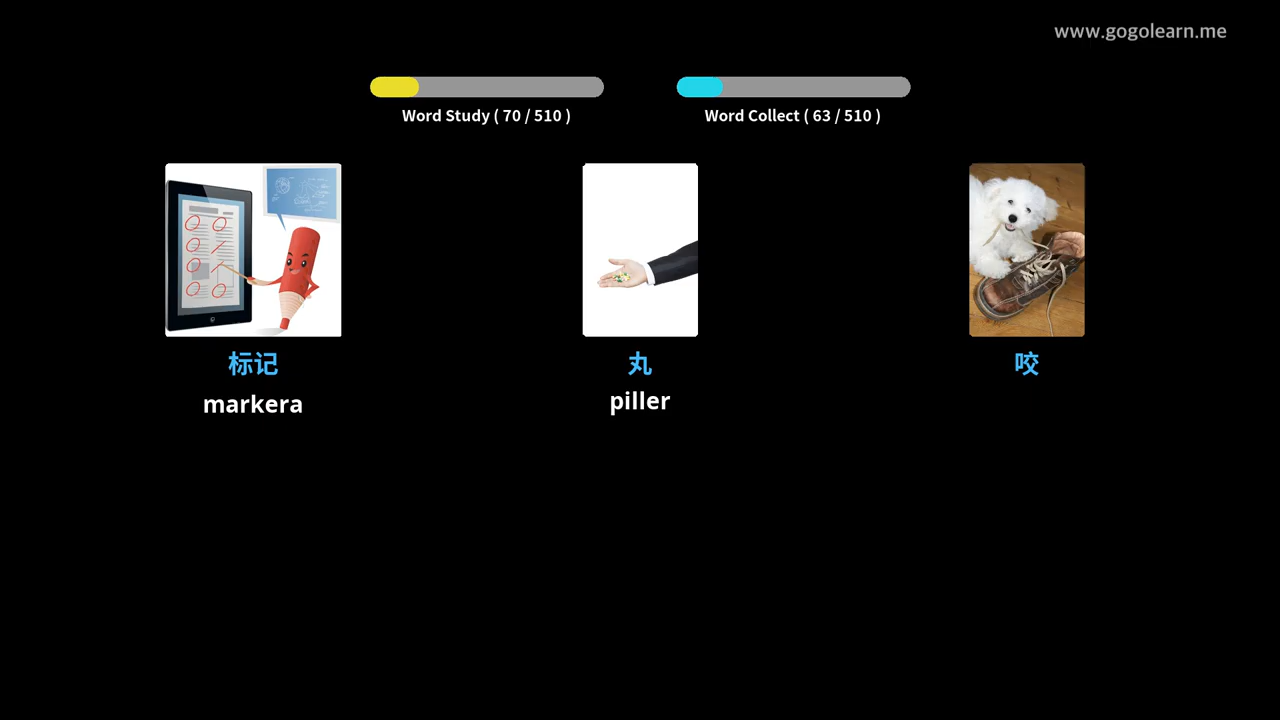 www.gogolearn.me
Word Study ( 70 / 510 )
Word Collect ( 63 / 510 )
标记
丸
咬
markera
piller